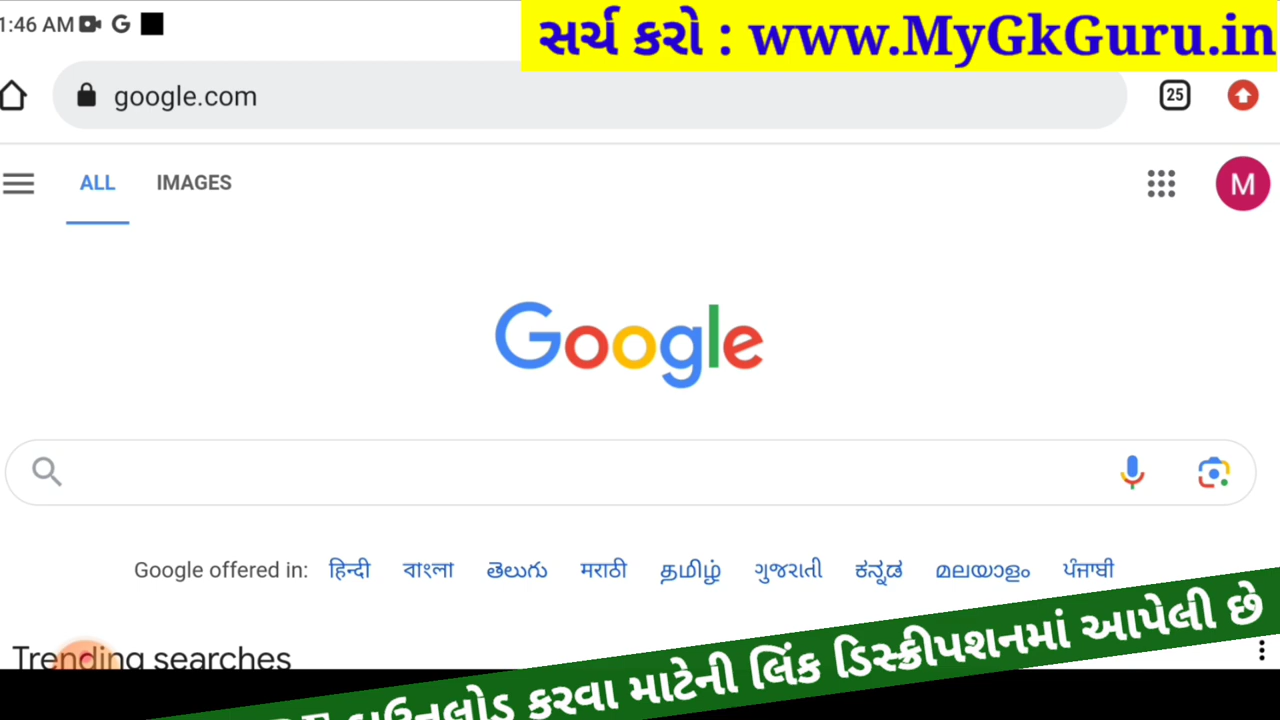 1:46 AM G
સર્ચ કરો : www.MyGkGuru.in
google.com
25
ALL IMAGES
M
Google
Google offered in: हिन्दी বাংলা తెలుగు मराठी தமிழ் ગુજરાતી ಕನ್ನಡ മലയാളം ਪੰਜਾਬੀ
Trending searches
ડાઉનલોડ કરવા માટેની લિંક ડિસ્ક્રીપશનમાં આપેલી છે